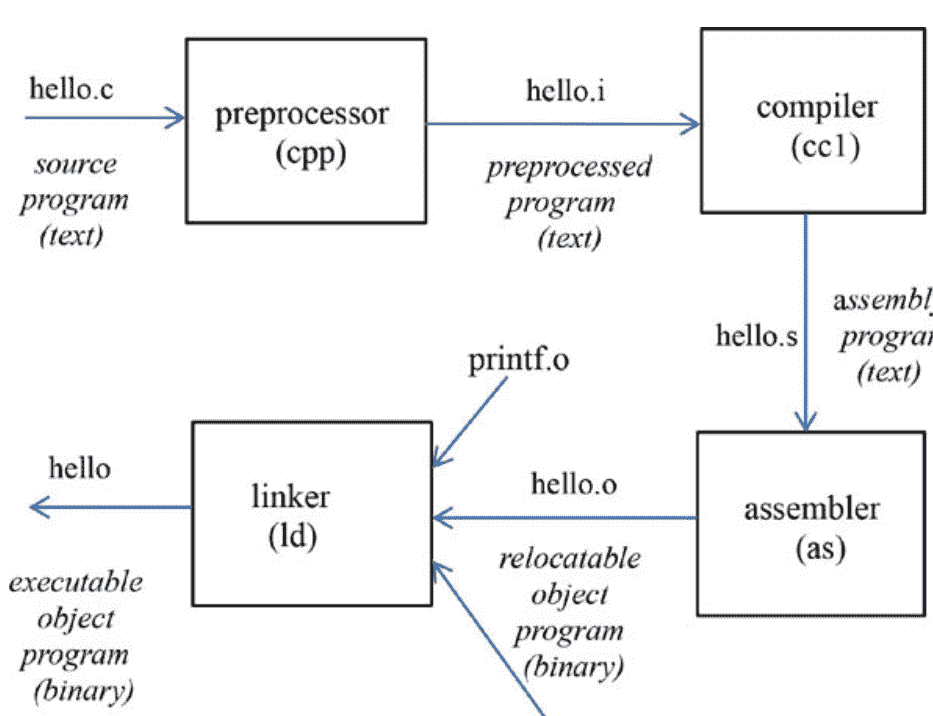 hello.c
source
program
(text)
preprocessor
(cpp)
hello.i
preprocessed
program
(text)
compiler
(cc1)
hello.s
assembly
program
(text)
printf.o
hello
executable
object
program
(binary)
linker
(ld)
hello.o
relocatable
object
program
(binary)
assembler
(as)